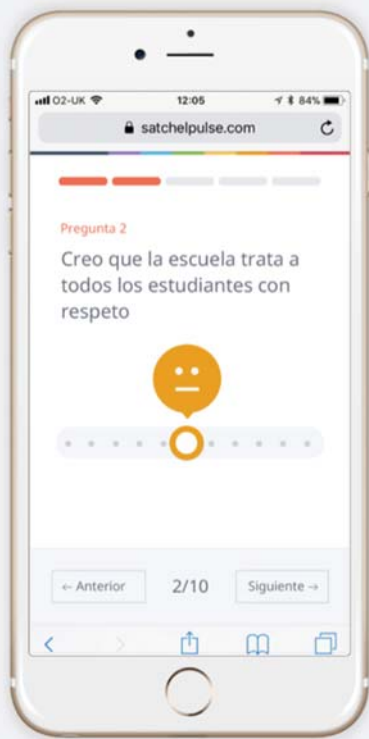 O2-UK 12:05 84%
satchelpulse.com
Pregunta 2
Creo que la escuela trata a
todos los estudiantes con
respeto
← Anterior 2/10 Siguiente →